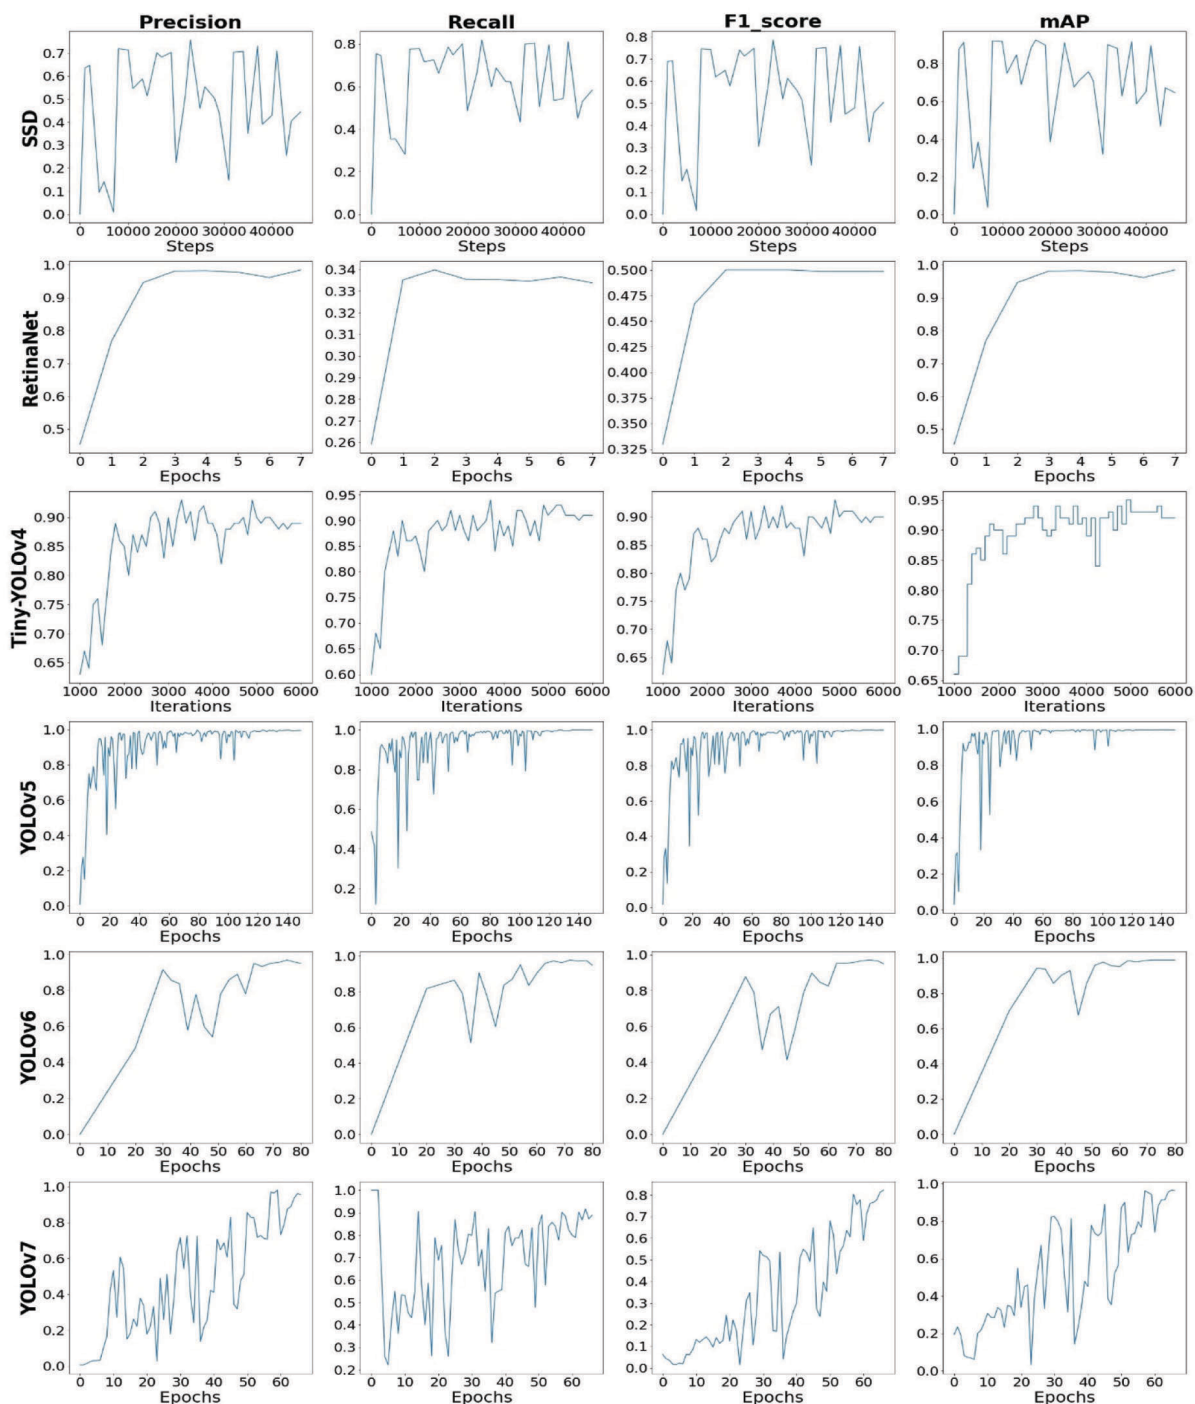 Precision Recall F1_score mAP
SSD
0.7 0.6 0.5 0.4 0.3 0.2 0.1 0.0
0 10000 20000 30000 40000
Steps
0.8 0.6 0.4 0.2 0.0
0 10000 20000 30000 40000
Steps
0.8 0.7 0.6 0.5 0.4 0.3 0.2 0.1 0.0
0 10000 20000 30000 40000
Steps
0.8 0.6 0.4 0.2 0.0
0 10000 20000 30000 40000
Steps
RetinaNet
1.0 0.9 0.8 0.7 0.6 0.5
0 1 2 3 4 5 6 7
Epochs
0.34 0.33 0.32 0.31 0.30 0.29 0.28 0.27 0.26
0 1 2 3 4 5 6 7
Epochs
0.500 0.475 0.450 0.425 0.400 0.375 0.350 0.325
0 1 2 3 4 5 6 7
Epochs
1.0 0.9 0.8 0.7 0.6 0.5
0 1 2 3 4 5 6 7
Epochs
Tiny-YOLOv4
0.90 0.85 0.80 0.75 0.70 0.65
1000 2000 3000 4000 5000 6000
Iterations
0.95 0.90 0.85 0.80 0.75 0.70 0.65 0.60
1000 2000 3000 4000 5000 6000
Iterations
0.90 0.85 0.80 0.75 0.70 0.65
1000 2000 3000 4000 5000 6000
Iterations
0.95 0.90 0.85 0.80 0.75 0.70 0.65
1000 2000 3000 4000 5000 6000
Iterations
YOLOv5
1.0 0.8 0.6 0.4 0.2 0.0
0 20 40 60 80 100 120 140
Epochs
1.0 0.8 0.6 0.4 0.2
0 20 40 60 80 100 120 140
Epochs
1.0 0.8 0.6 0.4 0.2 0.0
0 20 40 60 80 100 120 140
Epochs
1.0 0.8 0.6 0.4 0.2 0.0
0 20 40 60 80 100 120 140
Epochs
YOLOv6
1.0 0.8 0.6 0.4 0.2 0.0
0 10 20 30 40 50 60 70 80
Epochs
1.0 0.8 0.6 0.4 0.2 0.0
0 10 20 30 40 50 60 70 80
Epochs
1.0 0.8 0.6 0.4 0.2 0.0
0 10 20 30 40 50 60 70 80
Epochs
1.0 0.8 0.6 0.4 0.2 0.0
0 10 20 30 40 50 60 70 80
Epochs
YOLOv7
1.0 0.8 0.6 0.4 0.2 0.0
0 10 20 30 40 50 60
Epochs
1.0 0.9 0.8 0.7 0.6 0.5 0.4 0.3 0.2
0 10 20 30 40 50 60
Epochs
0.8 0.7 0.6 0.5 0.4 0.3 0.2 0.1 0.0
0 10 20 30 40 50 60
Epochs
1.0 0.8 0.6 0.4 0.2 0.0
0 10 20 30 40 50 60
Epochs